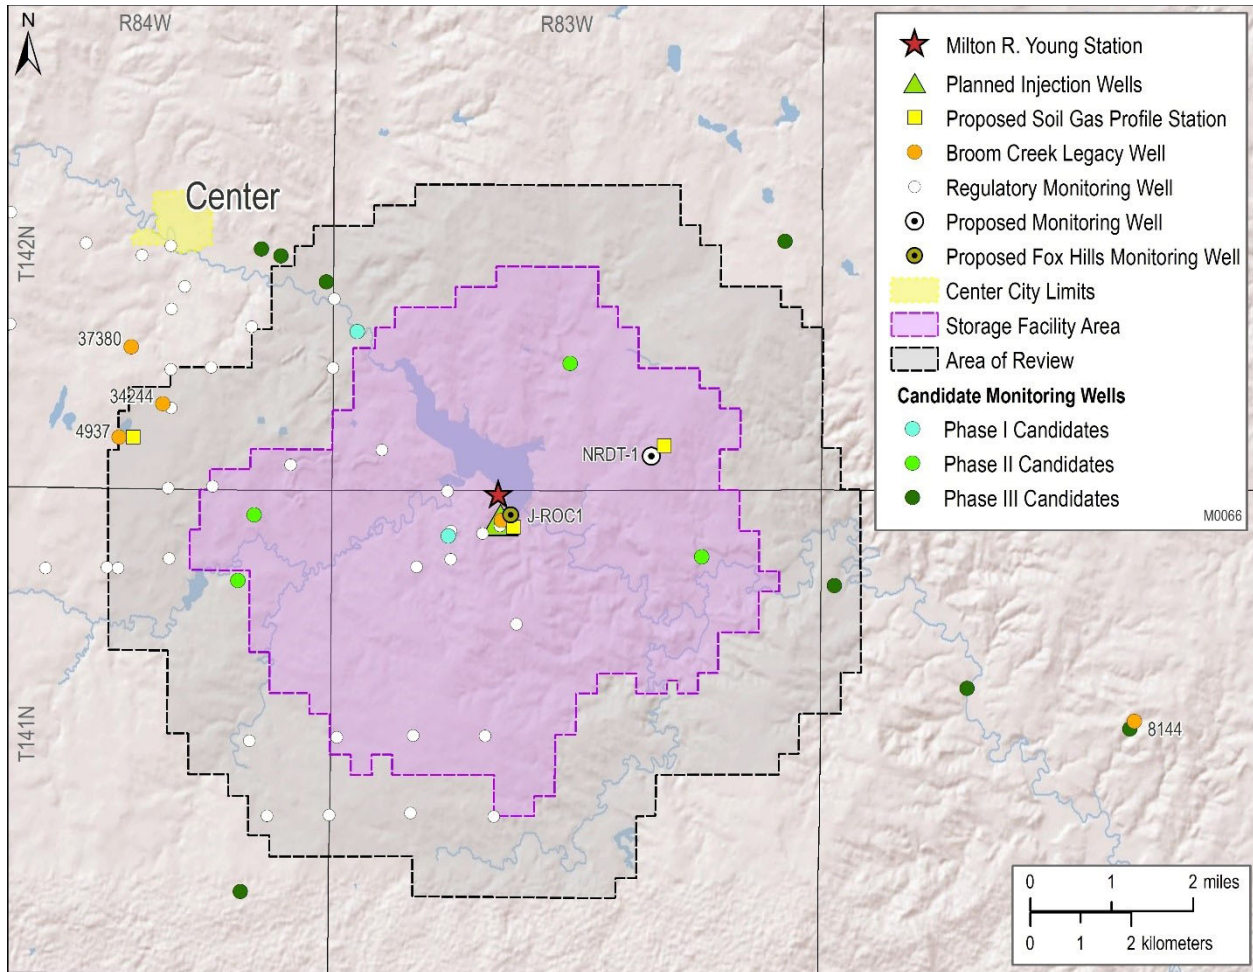 N
R84W
R83W
T142N
T141N
Center
37380
34244
4937
NRDT-1
J-ROC1
8144
Milton R. Young Station
Planned Injection Wells
Proposed Soil Gas Profile Station
Broom Creek Legacy Well
Regulatory Monitoring Well
Proposed Monitoring Well
Proposed Fox Hills Monitoring Well
Center City Limits
Storage Facility Area
Area of Review
Candidate Monitoring Wells
Phase I Candidates
Phase II Candidates
Phase III Candidates
M0066
0 1 2 miles
0 1 2 kilometers